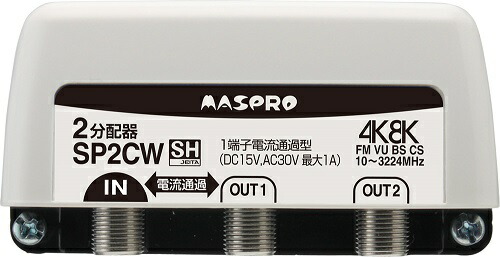 MASPRO
2分配器
SP2CW
SH
JEITA
1端子電流通過型
(DC15V,AC30V 最大1A)
4K8K
FM VU BS CS
10〜3224MHz
IN
電流通過
OUT1
OUT2